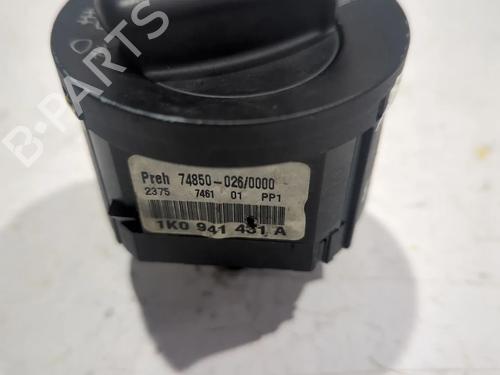 B-PARTS
Preh 74850-026/0000
2375 7461 01 PP1
1K0 941 431 A